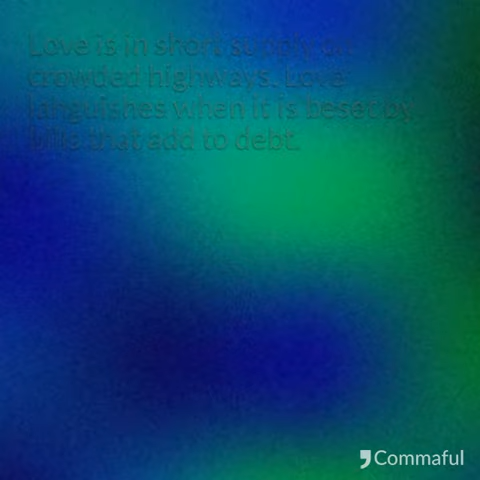 Love is in short supply on
crowded highways. Love
languishes when it is beset by
bills that add to debt.
Commaful